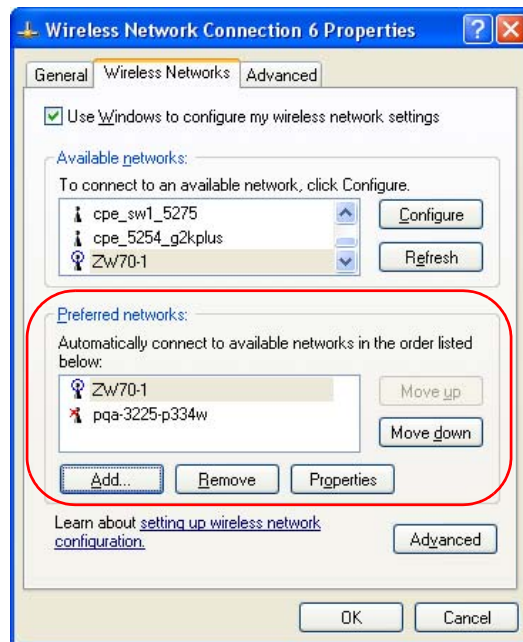 Wireless Network Connection 6 Properties
General Wireless Networks Advanced
Use Windows to configure my wireless network settings
Available networks:
To connect to an available network, click Configure.
cpe_sw1_5275
cpe_5254_g2kplus
ZW70-1
Configure
Refresh
Preferred networks:
Automatically connect to available networks in the order listed
below:
ZW70-1
pqa-3225-p334w
Move up
Move down
Add... Remove Properties
Learn about setting up wireless network
configuration.
Advanced
OK Cancel